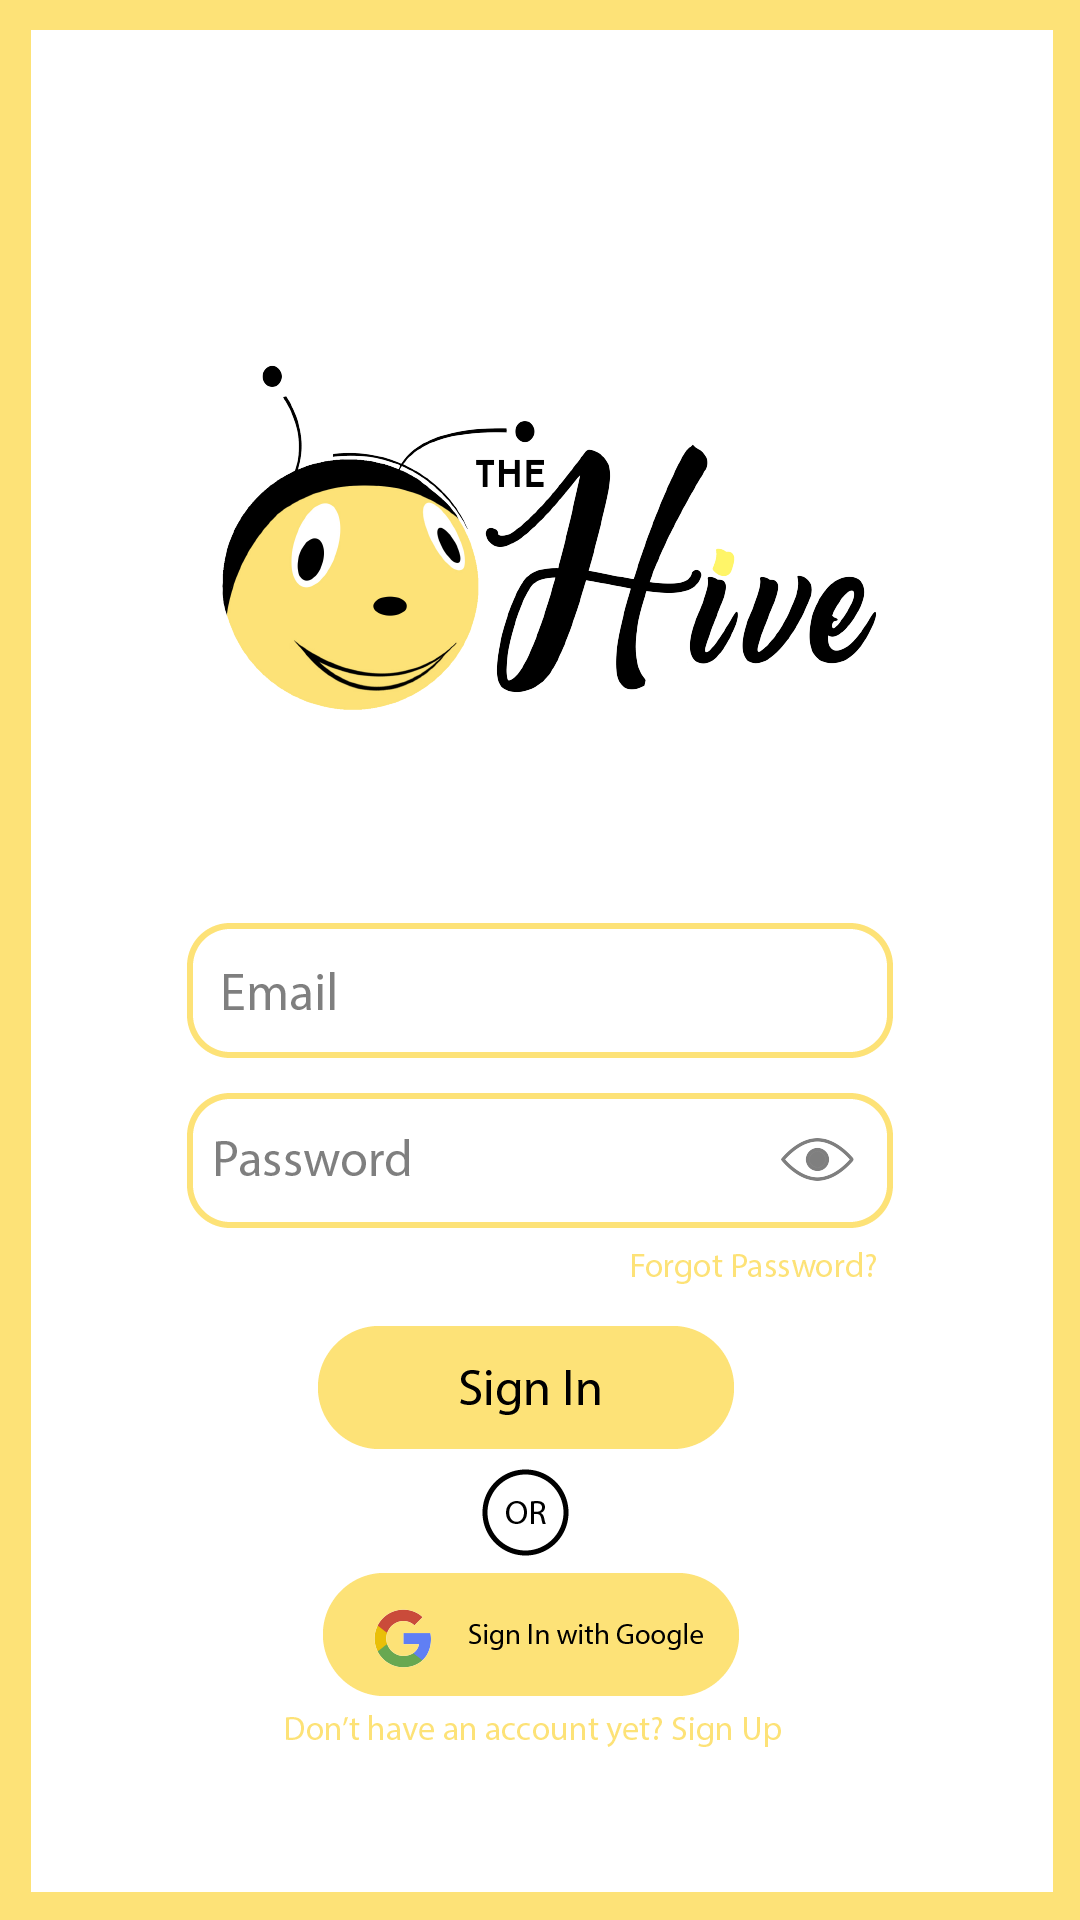 THE
Hive
Email
Password
Forgot Password?
Sign In
OR
Sign In with Google
Don’t have an account yet? Sign Up